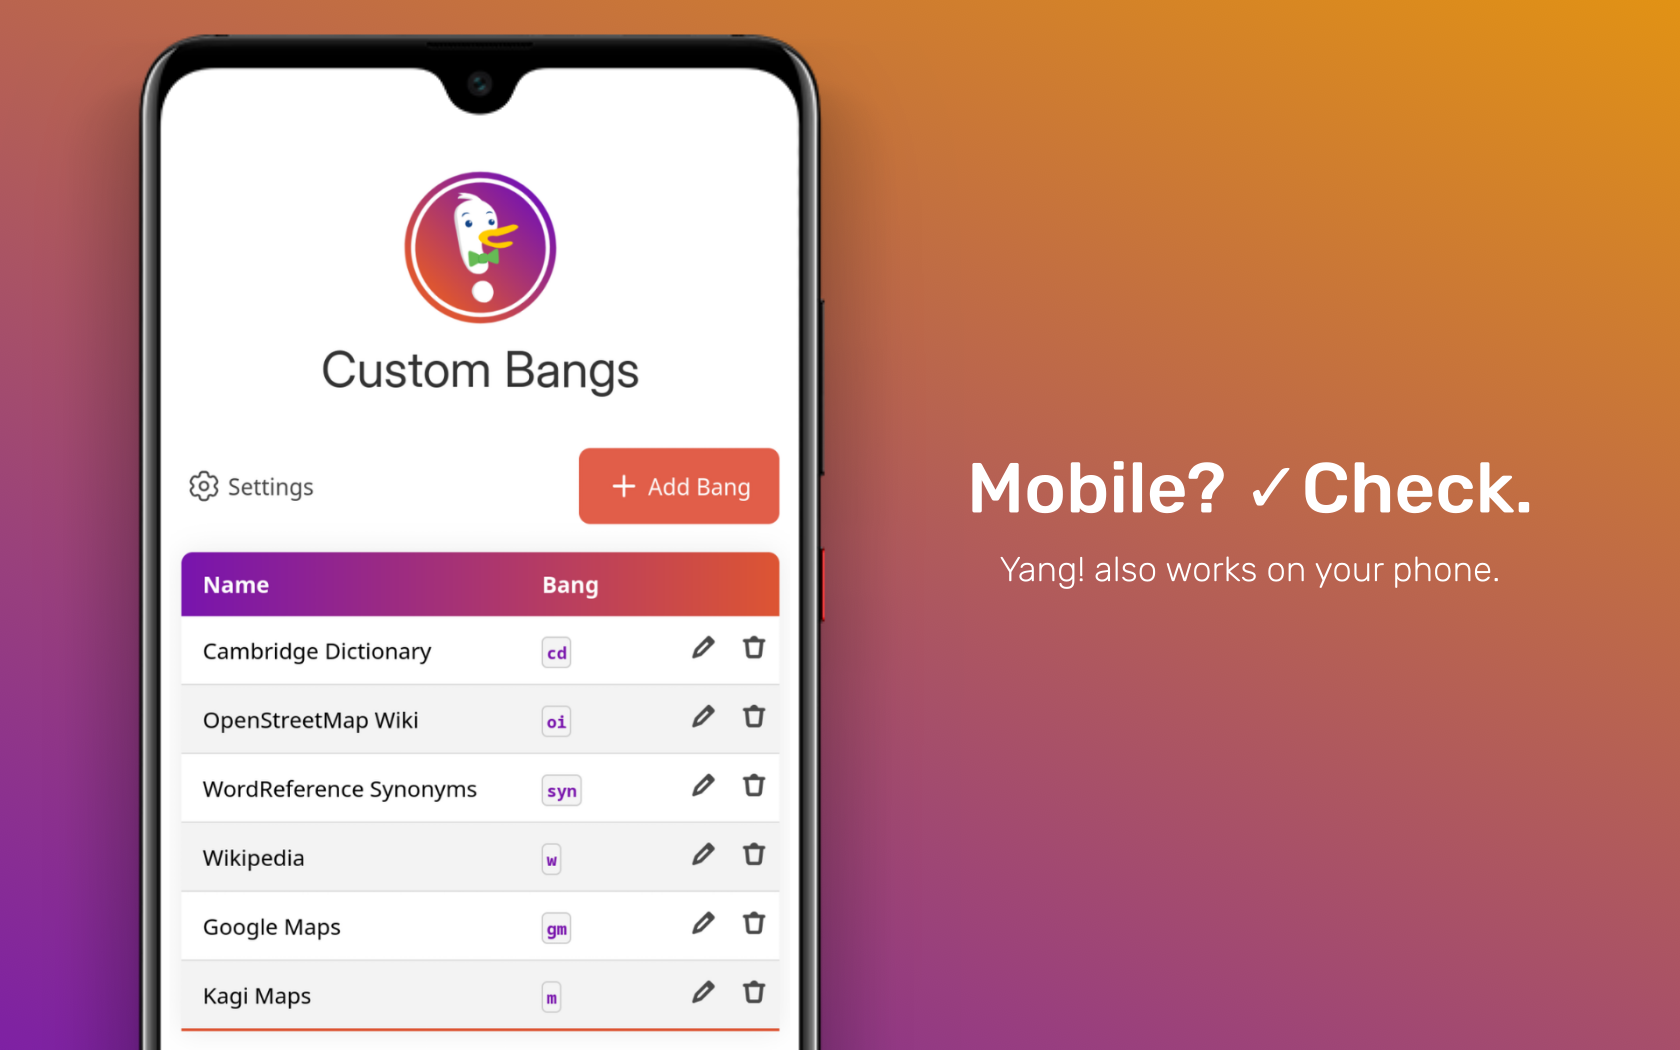 Custom Bangs
Settings
+ Add Bang
Name Bang
Cambridge Dictionary cd
OpenStreetMap Wiki oi
WordReference Synonyms syn
Wikipedia w
Google Maps gm
Kagi Maps m
Mobile? ✓Check.
Yang! also works on your phone.